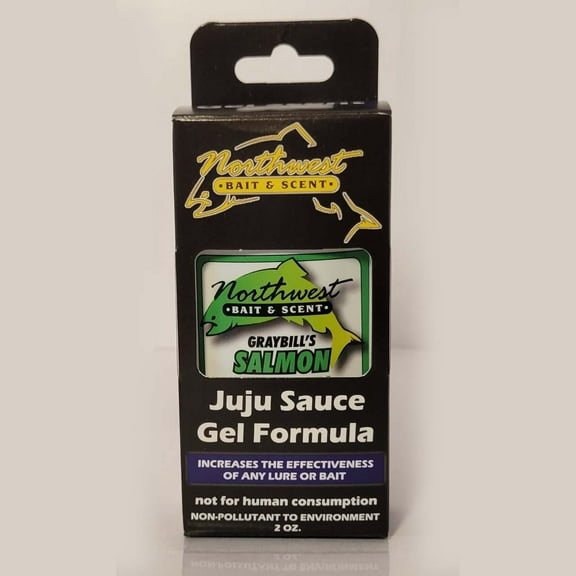 Northwest
• BAIT & SCENT •
Northwest
• BAIT & SCENT •
GRAYBILL'S
SALMON
Juju Sauce
Gel Formula
INCREASES THE EFFECTIVENESS
OF ANY LURE OR BAIT
not for human consumption
NON-POLLUTANT TO ENVIRONMENT
2 OZ.